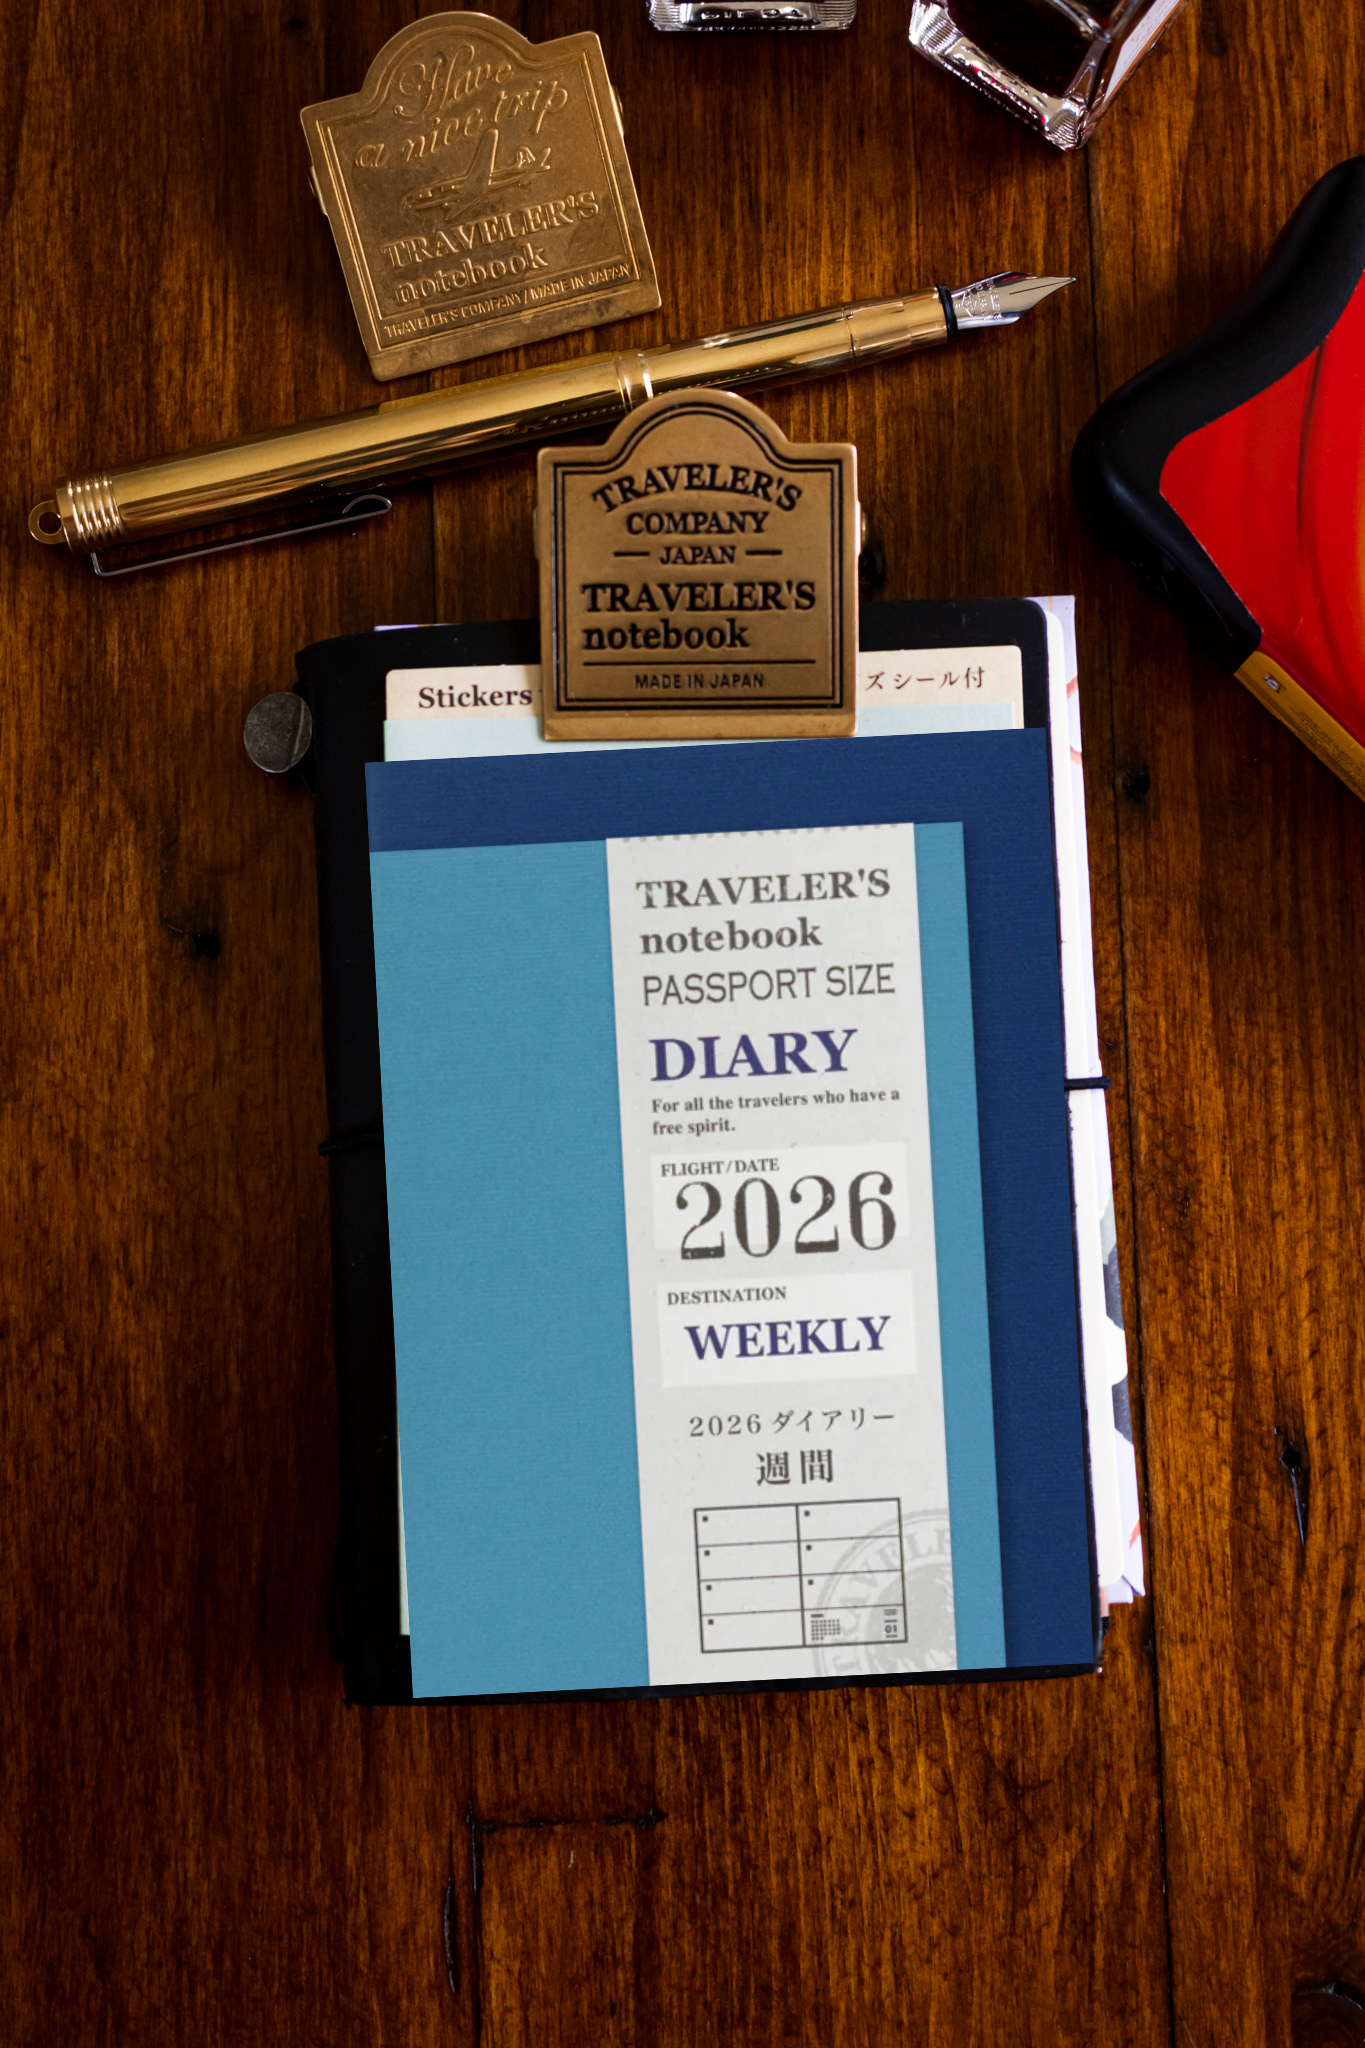 Have
a nice trip
TRAVELER'S
notebook
TRAVELER'S COMPANY/MADE IN JAPAN
TRAVELER'S
COMPANY
JAPAN
TRAVELER'S
notebook
MADE IN JAPAN
Stickers
ズシール付
TRAVELER'S
notebook
PASSPORT SIZE
DIARY
For all the travelers who have a
free spirit.
FLIGHT/DATE
2026
DESTINATION
WEEKLY
2026 ダイアリー
週間
01